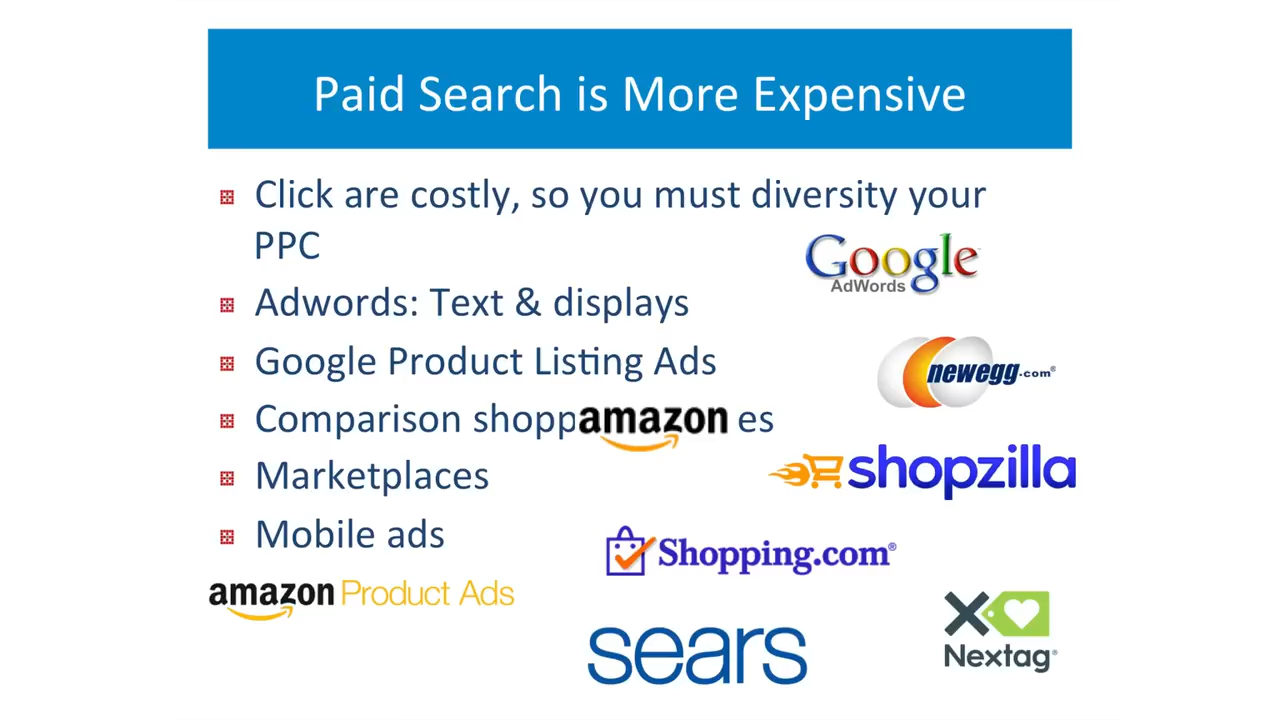 Paid Search is More Expensive
Click are costly, so you must diversity your
PPC
Google
AdWords
Adwords: Text & displays
Google Product Listing Ads
newegg.com®
Comparison shopp
amazon
es
Marketplaces
shopzilla
Mobile ads
Shopping.com®
amazon Product Ads
sears
Nextag®